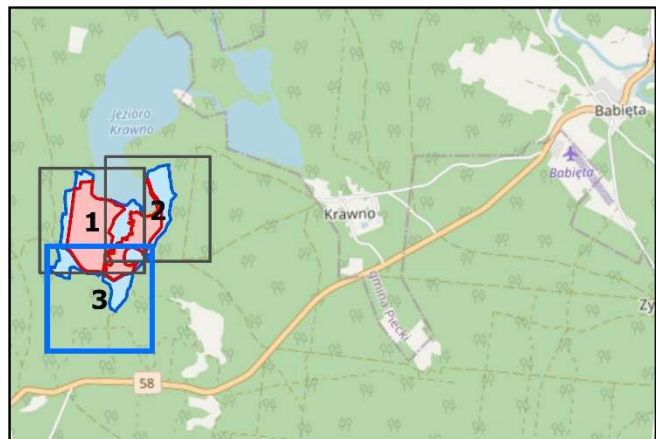 Jezioro
Krawno
Babięta
Babięta
1
2
Krawno
gmina Piecki
3
Zy
58